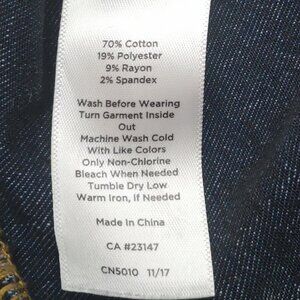 70% Cotton
19% Polyester
9% Rayon
2% Spandex
Wash Before Wearing
Turn Garment Inside
Out
Machine Wash Cold
With Like Colors
Only Non-Chlorine
Bleach When Needed
Tumble Dry Low
Warm Iron, If Needed
Made in China
CA #23147
CN5010 11/17